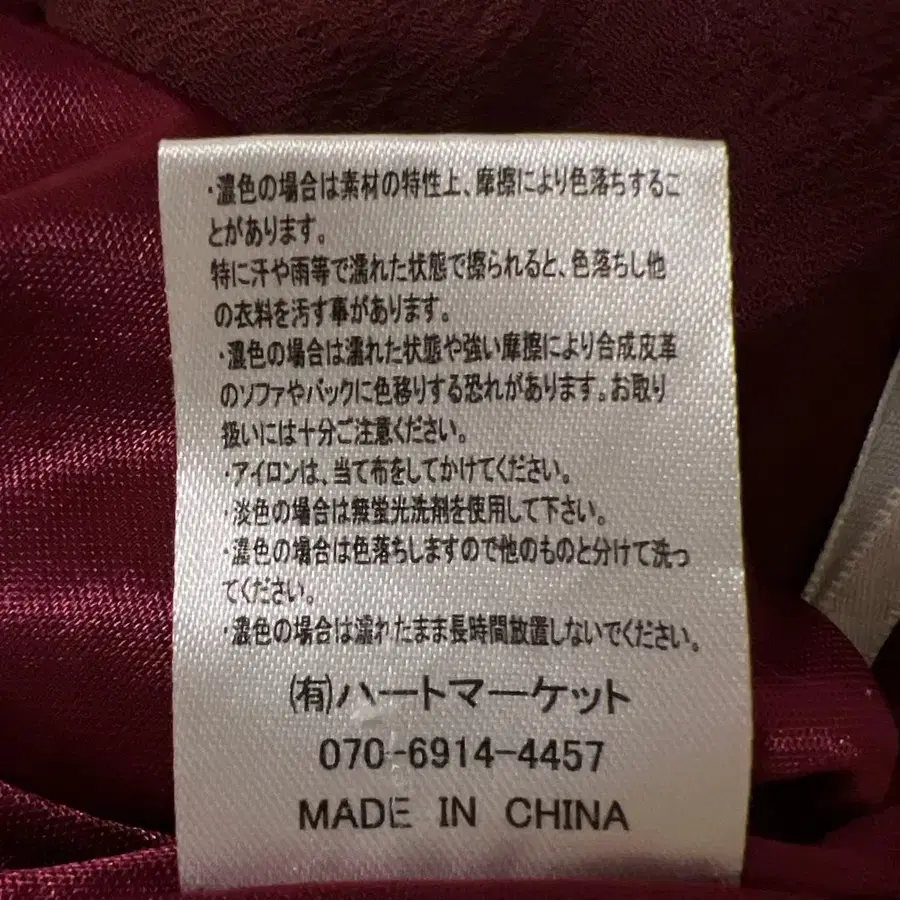 ・濃色の場合は素材の特性上、摩擦により色落ちするこ
とがあります。
特に汗や雨等で濡れた状態で擦られると、色落ちし他
の衣料を汚す事があります。
・濃色の場合は濡れた状態や強い摩擦により合成皮革
のソファやバックに色移りする恐れがあります。お取り
扱いには十分ご注意ください。
・アイロンは、当て布をしてかけてください。
・淡色の場合は無蛍光洗剤を使用して下さい。
・濃色の場合は色落ちしますので他のものと分けて洗っ
てください。
・濃色の場合は濡れたまま長時間放置しないでください。
(有)ハートマーケット
070-6914-4457
MADE IN CHINA